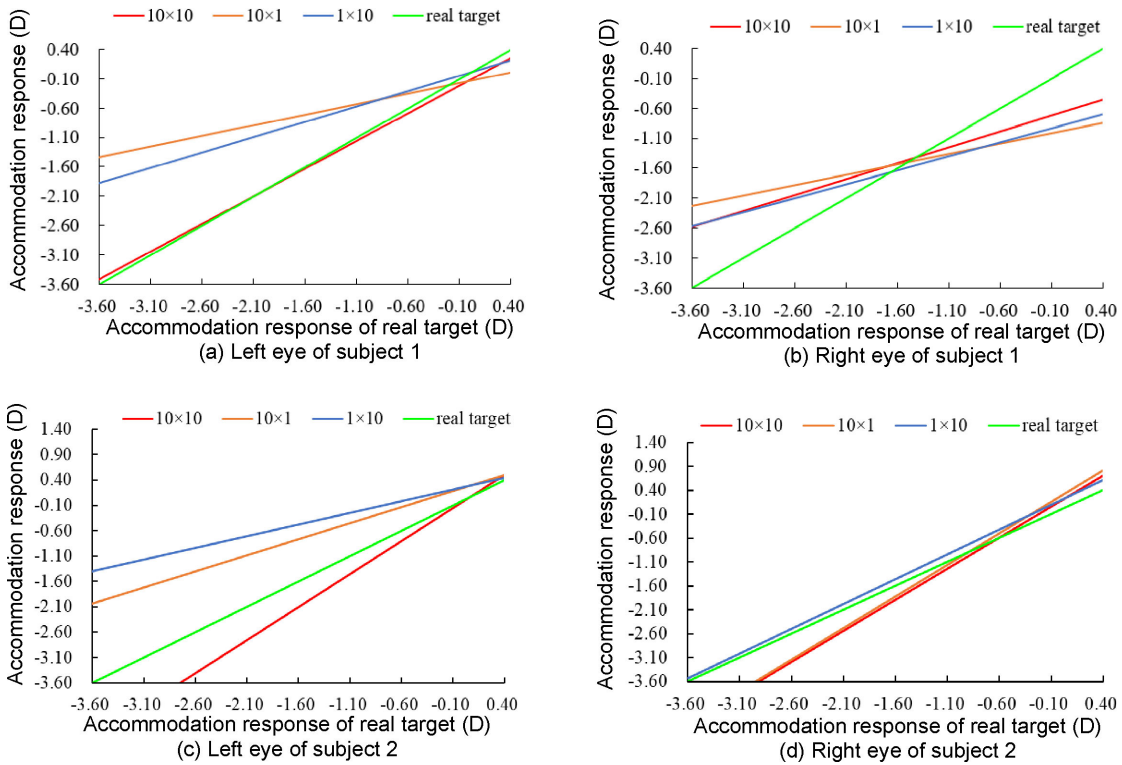 10×10 10×1 1×10 real target
Accommodation response (D)
0.40
-0.10
-0.60
-1.10
-1.60
-2.10
-2.60
-3.10
-3.60
-3.60 -3.10 -2.60 -2.10 -1.60 -1.10 -0.60 -0.10 0.40
Accommodation response of real target (D)
(a) Left eye of subject 1
10×10 10×1 1×10 real target
Accommodation response (D)
0.40
-0.10
-0.60
-1.10
-1.60
-2.10
-2.60
-3.10
-3.60
-3.60 -3.10 -2.60 -2.10 -1.60 -1.10 -0.60 -0.10 0.40
Accommodation response of real target (D)
(b) Right eye of subject 1
10×10 10×1 1×10 real target
Accommodation response (D)
1.40
0.90
0.40
-0.10
-0.60
-1.10
-1.60
-2.10
-2.60
-3.10
-3.60
-3.60 -3.10 -2.60 -2.10 -1.60 -1.10 -0.60 -0.10 0.40
Accommodation response of real target (D)
(c) Left eye of subject 2
10×10 10×1 1×10 real target
Accommodation response (D)
1.40
0.90
0.40
-0.10
-0.60
-1.10
-1.60
-2.10
-2.60
-3.10
-3.60
-3.60 -3.10 -2.60 -2.10 -1.60 -1.10 -0.60 -0.10 0.40
Accommodation response of real target (D)
(d) Right eye of subject 2